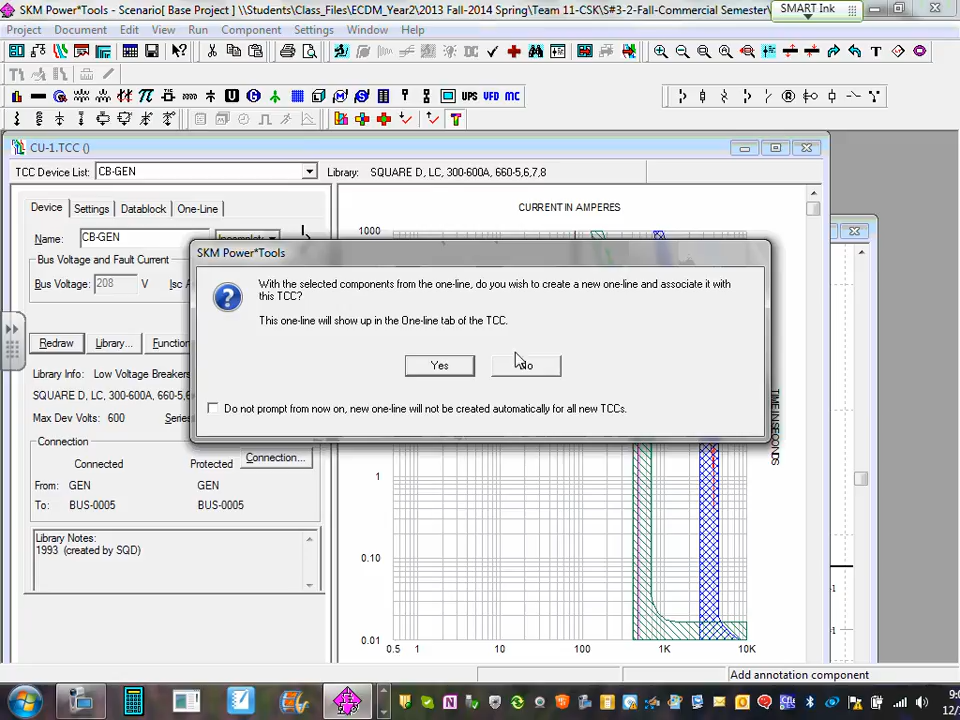 SKM Power*Tools - Scenario[ Base Project ] \\Students\Class_Files\ECDM_Year2\2013 Fall-2014 Spring\Team 11-CSK\S#3-2-Fall-Commercial Semester\
SMART Ink
Project Document Edit View Run Component Settings Window Help
UPS VFD MC
CU-1.TCC ()
TCC Device List: CB-GEN Library: SQUARE D, LC, 300-600A, 660-5,6,7,8
Device Settings Datablock One-Line
CURRENT IN AMPERES
Name: CB-GEN
1000
Bus Voltage and Fault Current
Bus Voltage: 208 V Isc
SKM Power*Tools
With the selected components from the one-line, do you wish to create a new one-line and associate it with
this TCC?
This one-line will show up in the One-line tab of the TCC.
Yes No
Do not prompt from now on, new one-line will not be created automatically for all new TCCs.
Redraw Library...
Library Info: Low Voltage Breakers
SQUARE D, LC, 300-600A, 660-5,6
Max Dev Volts: 600
Connection
Connected Protected Connection...
From: GEN GEN
To: BUS-0005 BUS-0005
Library Notes:
1993 (created by SQD)
TIME IN SECONDS
1
0.10
0.01
0.5 1 10 100 1K 10K
Add annotation component